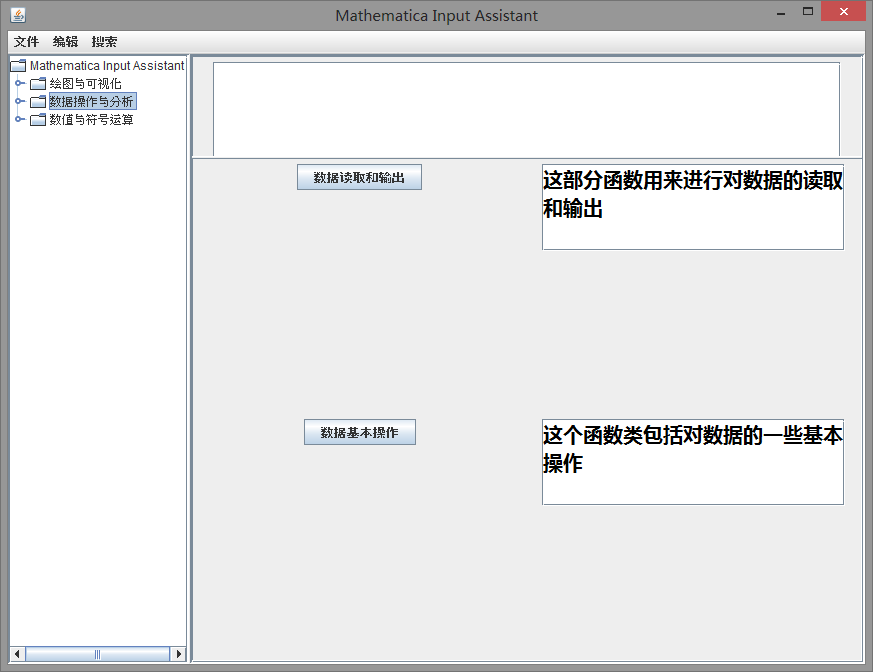 Mathematica Input Assistant
文件 编辑 搜索
Mathematica Input Assistant
绘图与可视化
数据操作与分析
数值与符号运算
数据读取和输出
这部分函数用来进行对数据的读取
和输出
数据基本操作
这个函数类包括对数据的一些基本
操作